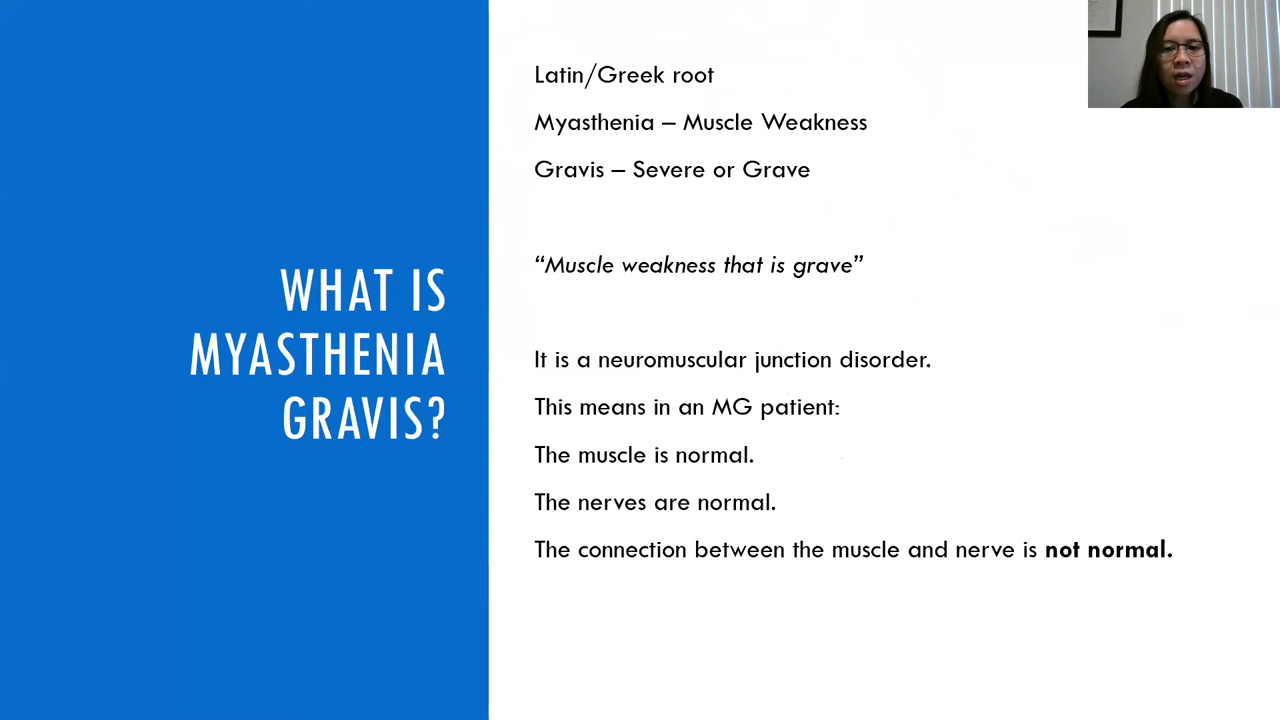 WHAT IS
MYASTHENIA
GRAVIS?
Latin/Greek root
Myasthenia – Muscle Weakness
Gravis – Severe or Grave
“Muscle weakness that is grave”
It is a neuromuscular junction disorder.
This means in an MG patient:
The muscle is normal.
The nerves are normal.
The connection between the muscle and nerve is not normal.